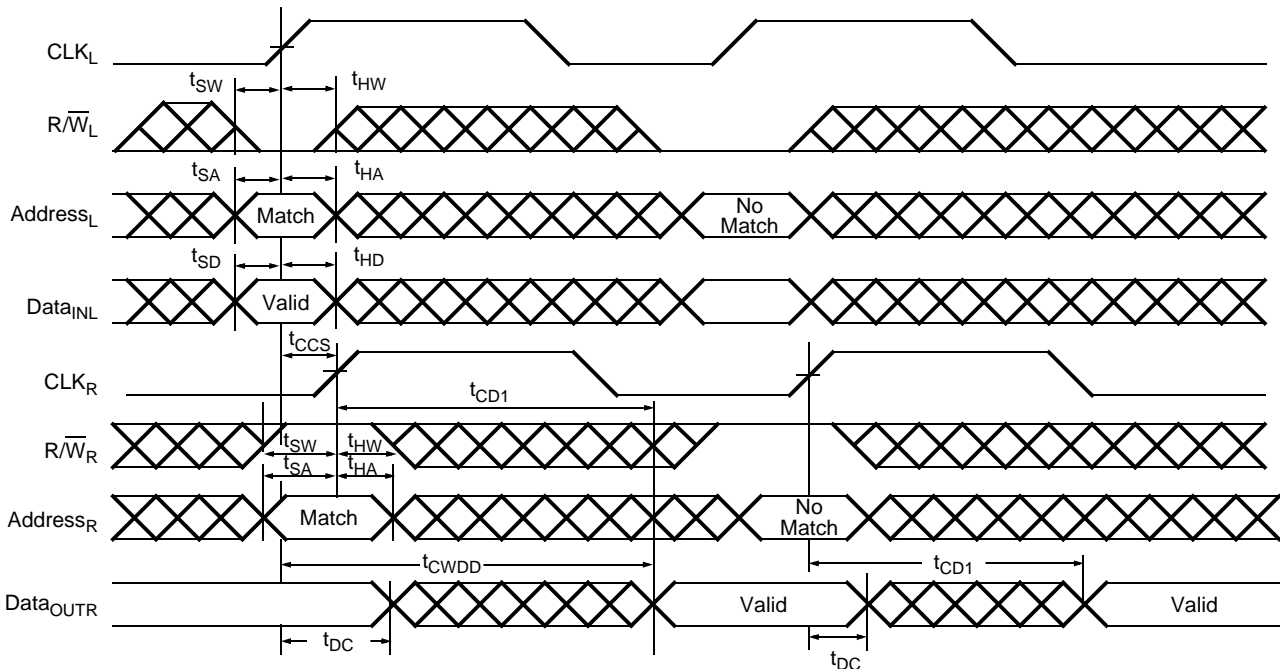 CLK_L
t_SW t_HW
R/W̅_L
t_SA t_HA
Address_L Match No
Match
t_SD t_HD
Data_INL Valid
t_CCS
CLK_R
t_CD1
R/W̅_R t_SW t_HW
t_SA t_HA
Address_R Match No
Match
t_CWDD t_CD1
Data_OUTR Valid Valid
t_DC t_DC